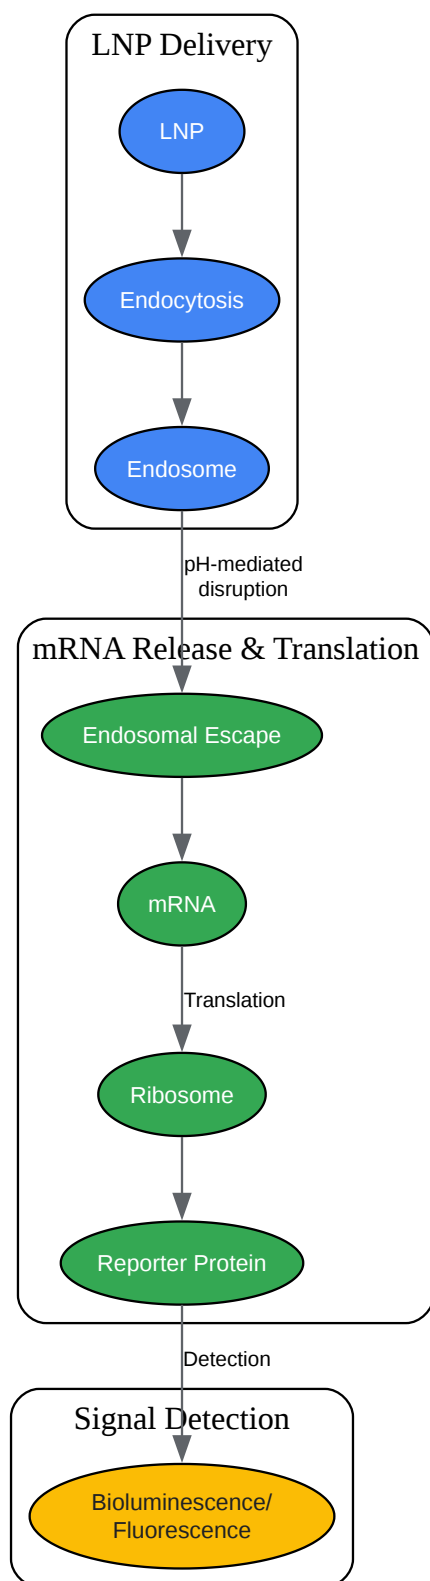 LNP Delivery
LNP
Endocytosis
Endosome
pH-mediated
disruption
mRNA Release & Translation
Endosomal Escape
mRNA
Translation
Ribosome
Reporter Protein
Detection
Signal Detection
Bioluminescence/
Fluorescence